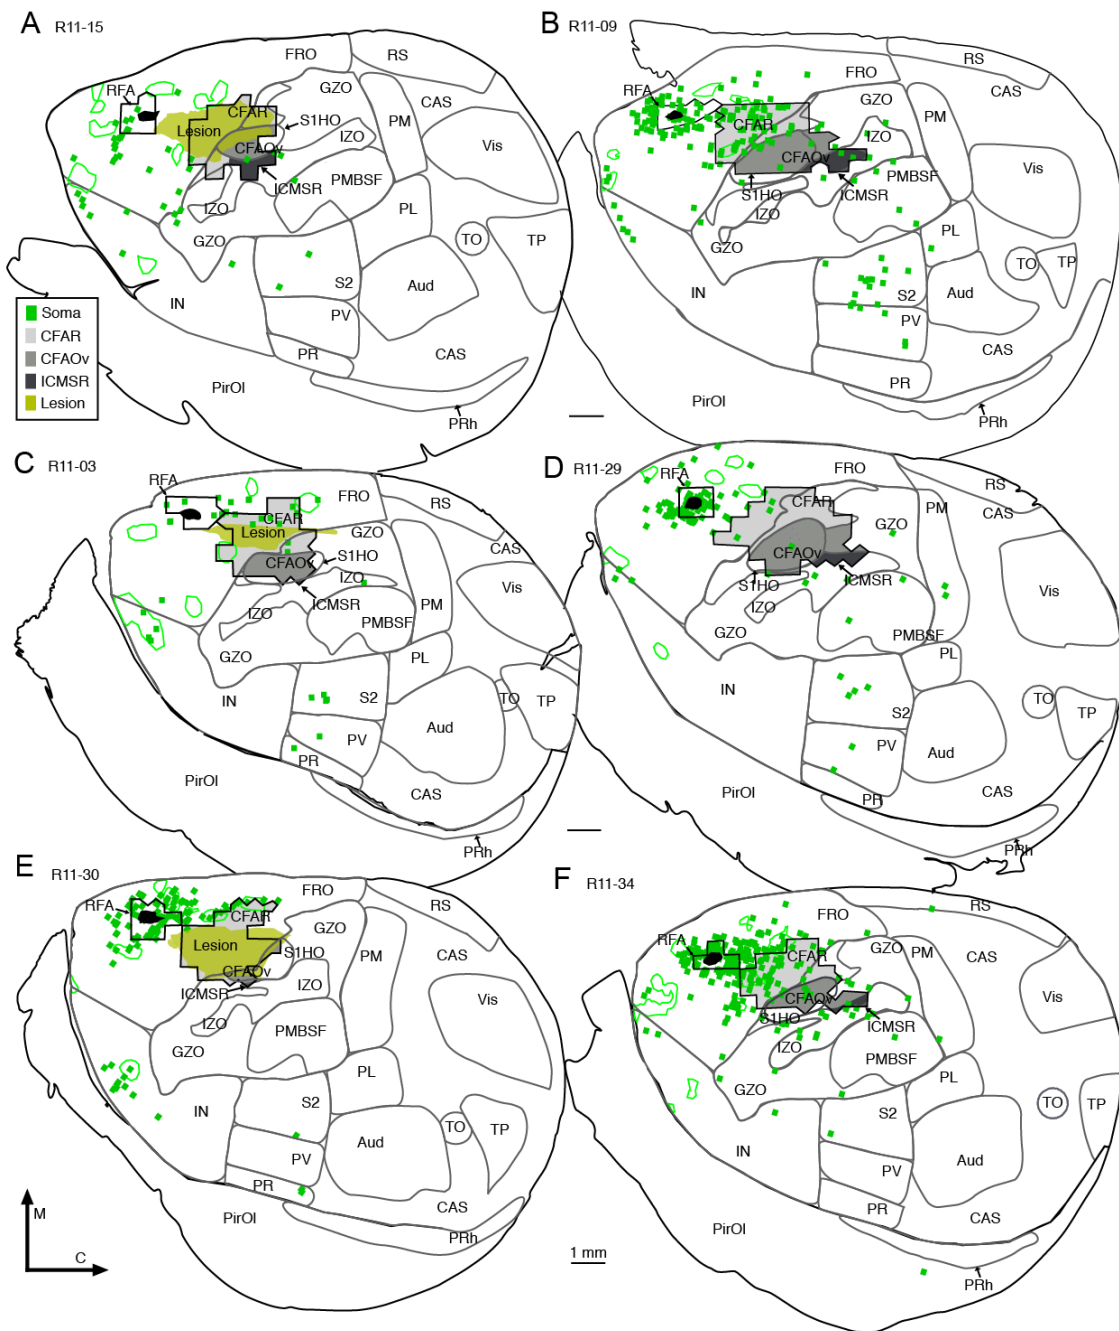 A R11-15
FRO
RS
RFA
GZO
CAS
CFAR
S1HO
PM
Lesion
IZO
Vis
CFAOv
PMBSF
ICMSR
IZO
PL
GZO
TO
TP
S2
Aud
IN
PV
PR
CAS
PirOl
PRh
Soma
CFAR
CFAOv
ICMSR
Lesion
B R11-09
RS
FRO
RFA
GZO
CAS
CFAR
PM
IZO
Vis
CFAOv
PMBSF
ICMSR
S1HO
IZO
PL
GZO
TO
TP
IN
S2
Aud
PV
CAS
PR
PirOl
PRh
C R11-03
RFA
FRO
RS
CFAR
Lesion
GZO
CAS
S1HO
CFAOv
IZO
Vis
ICMSR
IZO
PM
PMBSF
GZO
PL
IN
S2
TO
TP
Aud
PV
PR
PirOl
CAS
PRh
D R11-29
FRO
RFA
RS
CFAR
PM
CAS
GZO
CFAOv
S1HO
ICMSR
Vis
IZO
PMBSF
GZO
PL
IN
S2
TO
TP
PV
Aud
PirOl
PR
CAS
PRh
E R11-30
FRO
RS
RFA
CFAR
GZO
Lesion
S1HO
PM
CAS
CFAOv
ICMSR
IZO
Vis
IZO
PMBSF
GZO
PL
IN
S2
TO
TP
Aud
PV
PR
CAS
PirOl
PRh
M
C
F R11-34
RS
FRO
RFA
GZO
PM
CAS
CFAR
Vis
CFAOv
S1HO
ICMSR
IZO
PMBSF
PL
GZO
TO
TP
S2
IN
Aud
PV
PR
CAS
PirOl
PRh
1 mm